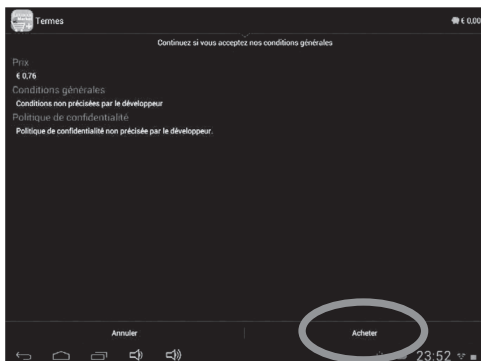 Termes
€ 0,00
Continuez si vous acceptez nos conditions générales
Prix
€ 0,76
Conditions générales
Conditions non précisées par le développeur
Politique de confidentialité
Politique de confidentialité non précisée par le développeur.
Annuler
Acheter
23:52